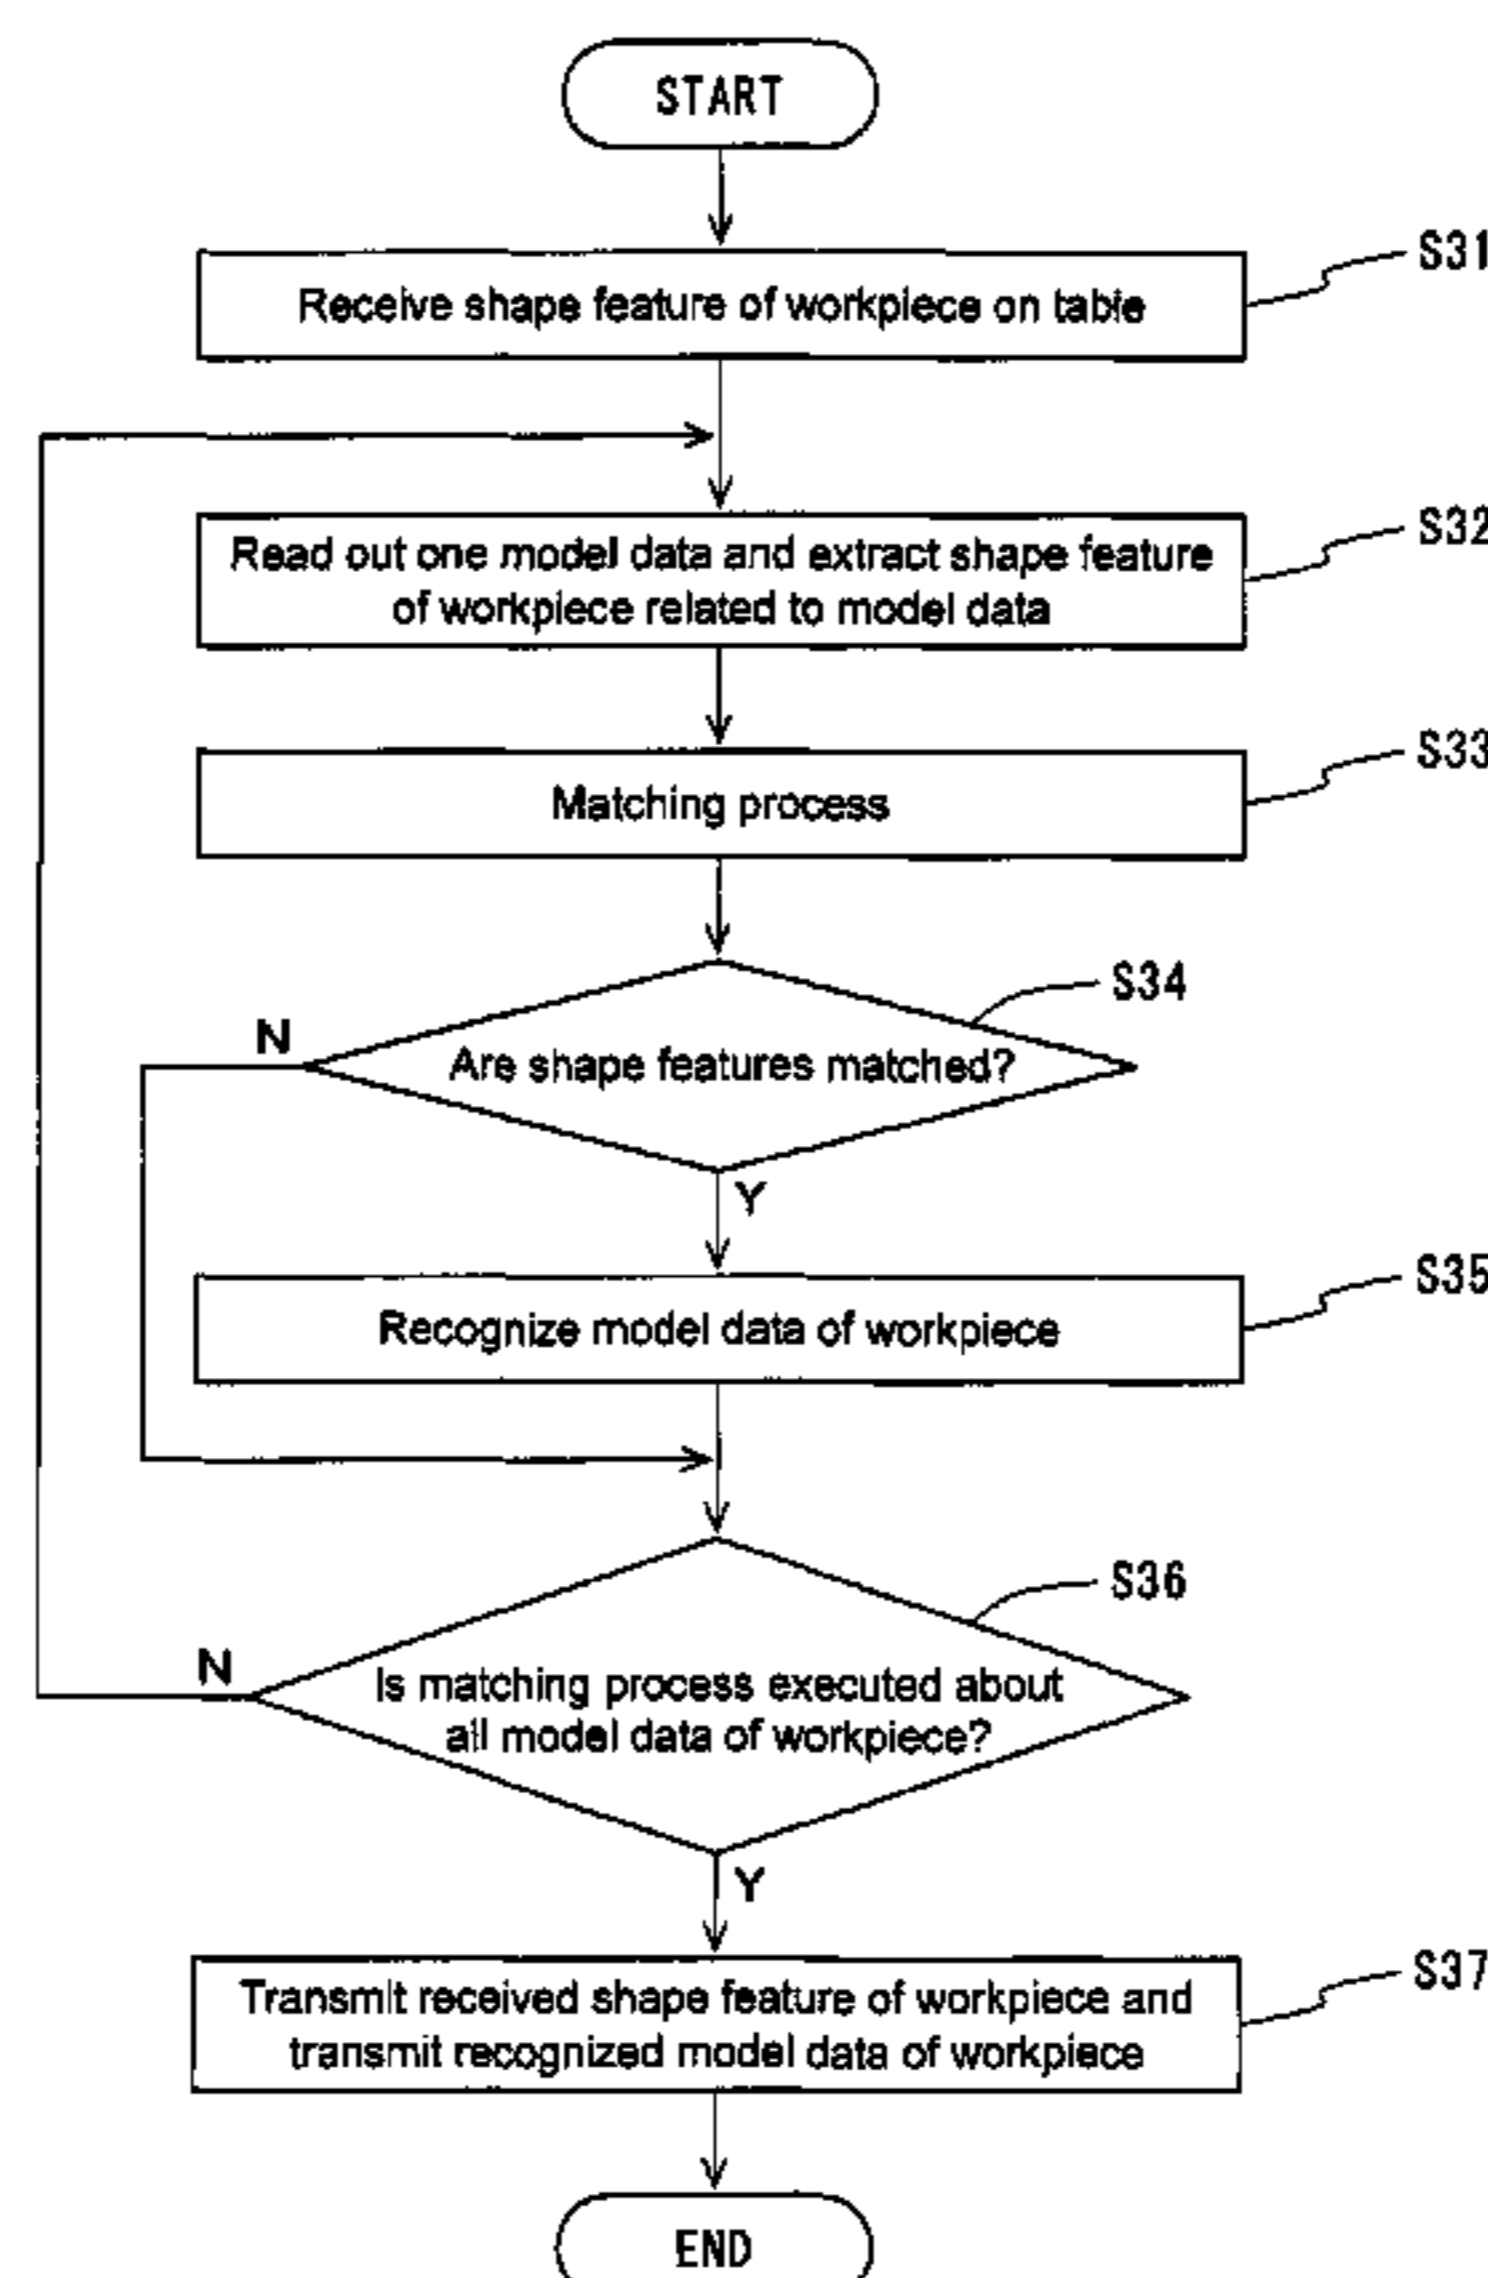 START
S31
Receive shape feature of workpiece on table
S32
Read out one model data and extract shape feature
of workpiece related to model data
S33
Matching process
S34
N
Are shape features matched?
Y
S35
Recognize model data of workpiece
S36
N
Is matching process executed about
all model data of workpiece?
Y
S37
Transmit received shape feature of workpiece and
transmit recognized model data of workpiece
END